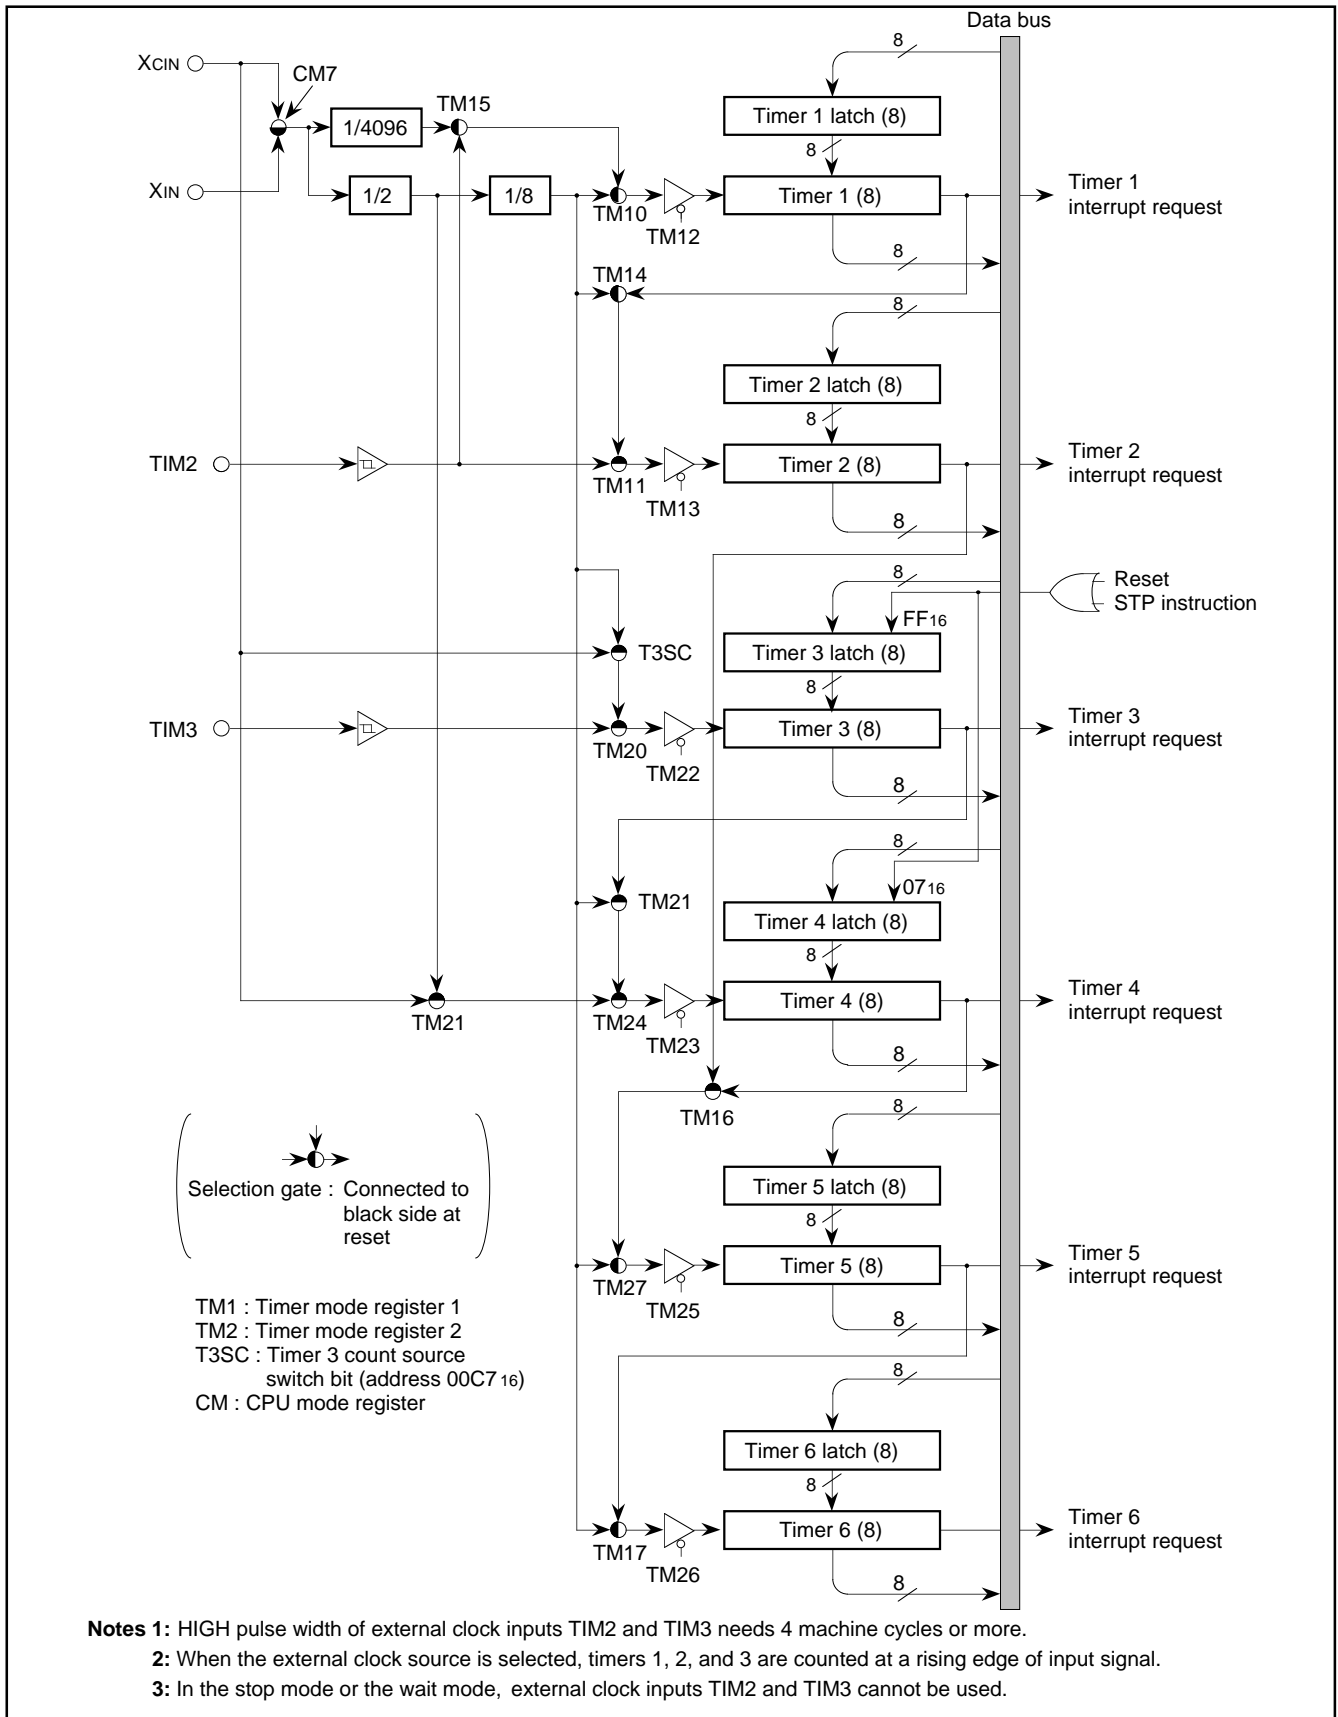 Data bus
8
XCIN
CM7
TM15
Timer 1 latch (8)
1/4096
8
XIN
1/2
1/8
TM10
TM12
Timer 1 (8)
Timer 1
interrupt request
8
TM14
8
Timer 2 latch (8)
8
TIM2
TM11
TM13
Timer 2 (8)
Timer 2
interrupt request
8
8
Reset
STP instruction
FF16
T3SC
Timer 3 latch (8)
8
TIM3
TM20
TM22
Timer 3 (8)
Timer 3
interrupt request
8
8
0716
TM21
Timer 4 latch (8)
8
TM21
TM24
TM23
Timer 4 (8)
Timer 4
interrupt request
8
TM16
8
Selection gate : Connected to
black side at
reset
Timer 5 latch (8)
8
TM27
TM25
Timer 5 (8)
Timer 5
interrupt request
8
TM1 : Timer mode register 1
TM2 : Timer mode register 2
T3SC : Timer 3 count source
switch bit (address 00C716)
CM : CPU mode register
8
Timer 6 latch (8)
8
TM17
TM26
Timer 6 (8)
Timer 6
interrupt request
8
Notes 1: HIGH pulse width of external clock inputs TIM2 and TIM3 needs 4 machine cycles or more.
2: When the external clock source is selected, timers 1, 2, and 3 are counted at a rising edge of input signal.
3: In the stop mode or the wait mode, external clock inputs TIM2 and TIM3 cannot be used.